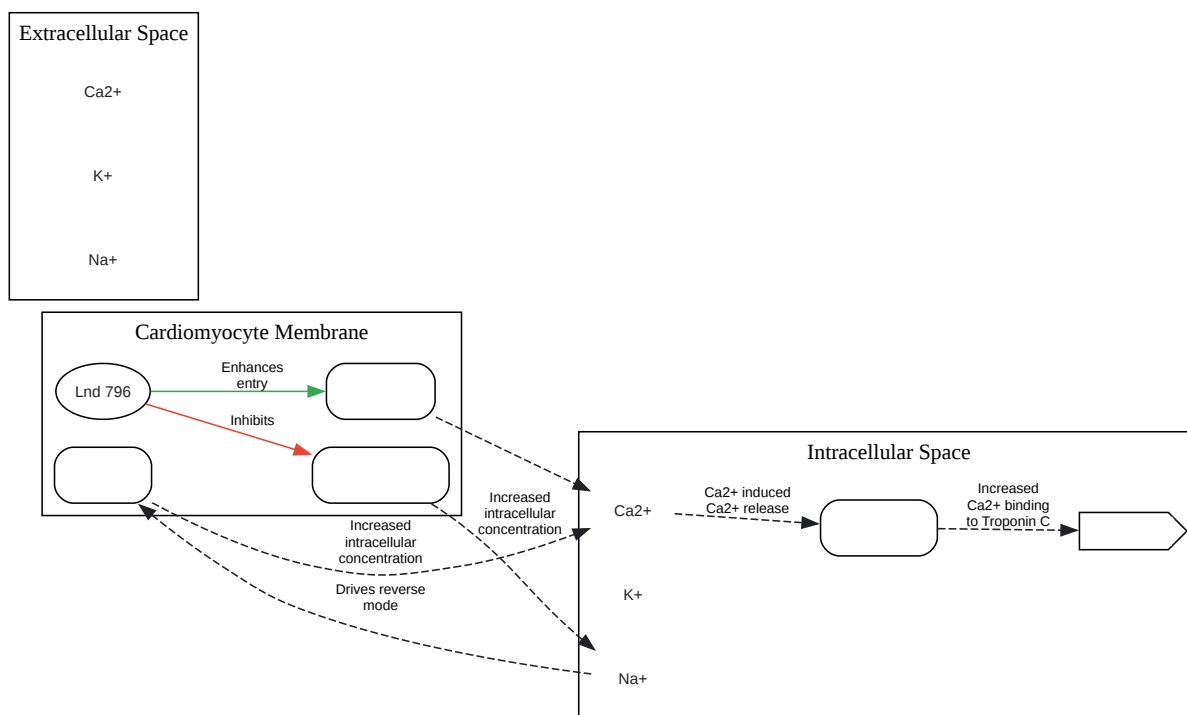 Extracellular Space
Ca2+
K+
Na+
Cardiomyocyte Membrane
Enhances
entry
Lnd 796
Inhibits
Increased
intracellular
concentration
Increased
intracellular
concentration
Drives reverse
mode
Intracellular Space
Ca2+
Ca2+ induced
Ca2+ release
Increased
Ca2+ binding
to Troponin C
K+
Na+